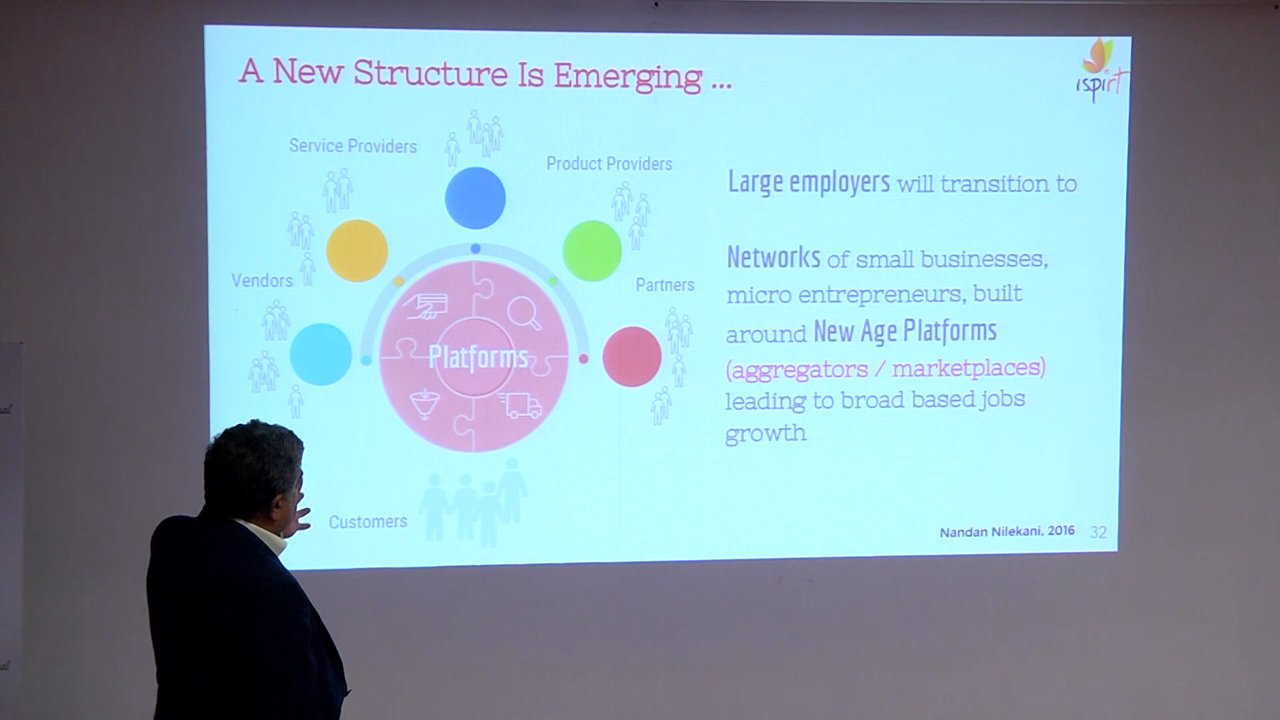 A New Structure Is Emerging ...
ispirt
Service Providers
Product Providers
Vendors
Partners
Platforms
Customers
Large employers will transition to
Networks of small businesses,
micro entrepreneurs, built
around New Age Platforms
(aggregators / marketplaces)
leading to broad based jobs
growth
Nandan Nilekani, 2016
32